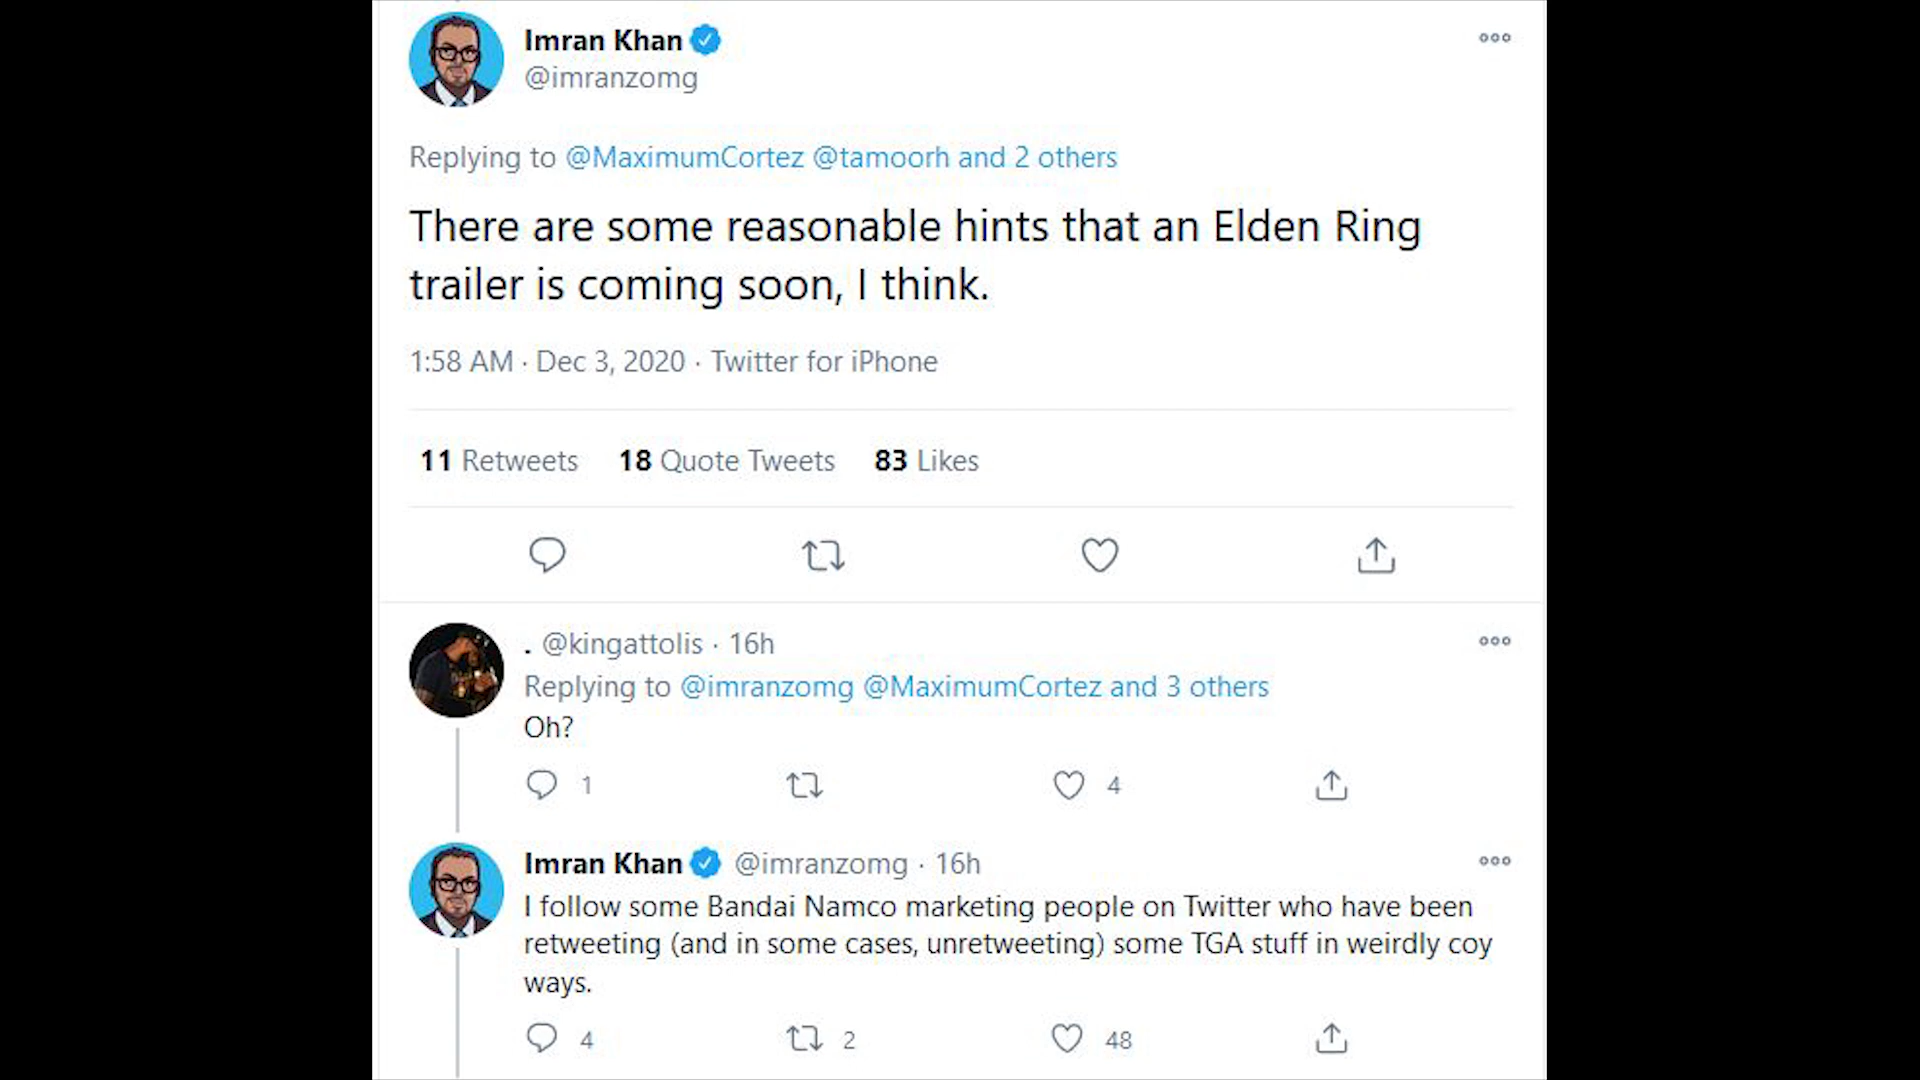 Imran Khan
@imranzomg
Replying to @MaximumCortez @tamoorh and 2 others
There are some reasonable hints that an Elden Ring
trailer is coming soon, I think.
1:58 AM · Dec 3, 2020 · Twitter for iPhone
11 Retweets 18 Quote Tweets 83 Likes
. @kingattolis · 16h
Replying to @imranzomg @MaximumCortez and 3 others
Oh?
1 4
Imran Khan @imranzomg · 16h
I follow some Bandai Namco marketing people on Twitter who have been
retweeting (and in some cases, unretweeting) some TGA stuff in weirdly coy
ways.
4 2 48